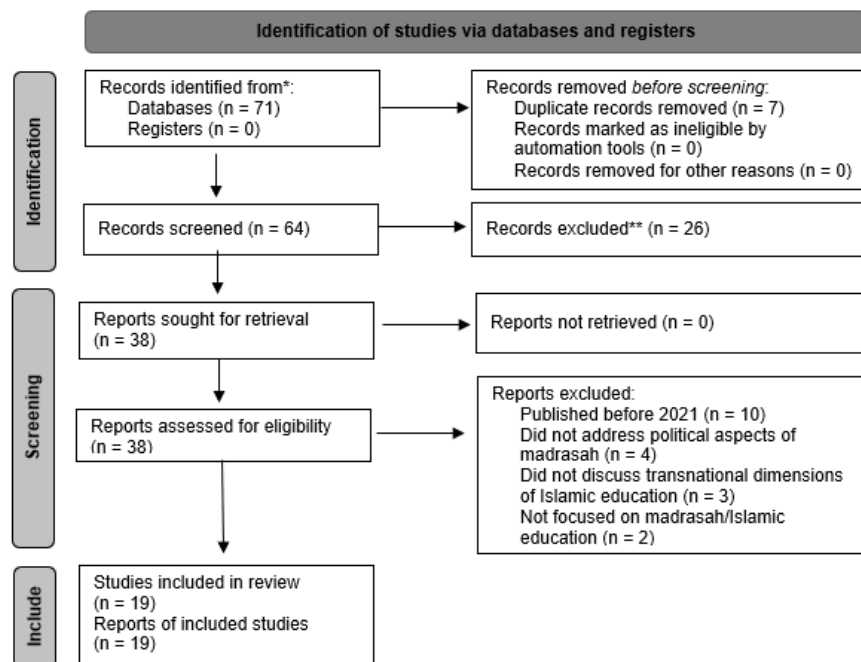 Identification of studies via databases and registers
Identification
Records identified from*:
Databases (n = 71)
Registers (n = 0)
Records removed before screening:
Duplicate records removed (n = 7)
Records marked as ineligible by
automation tools (n = 0)
Records removed for other reasons (n = 0)
Records screened (n = 64)
Records excluded** (n = 26)
Screening
Reports sought for retrieval
(n = 38)
Reports not retrieved (n = 0)
Reports assessed for eligibility
(n = 38)
Reports excluded:
Published before 2021 (n = 10)
Did not address political aspects of
madrasah (n = 4)
Did not discuss transnational dimensions
of Islamic education (n = 3)
Not focused on madrasah/Islamic
education (n = 2)
Include
Studies included in review
(n = 19)
Reports of included studies
(n = 19)